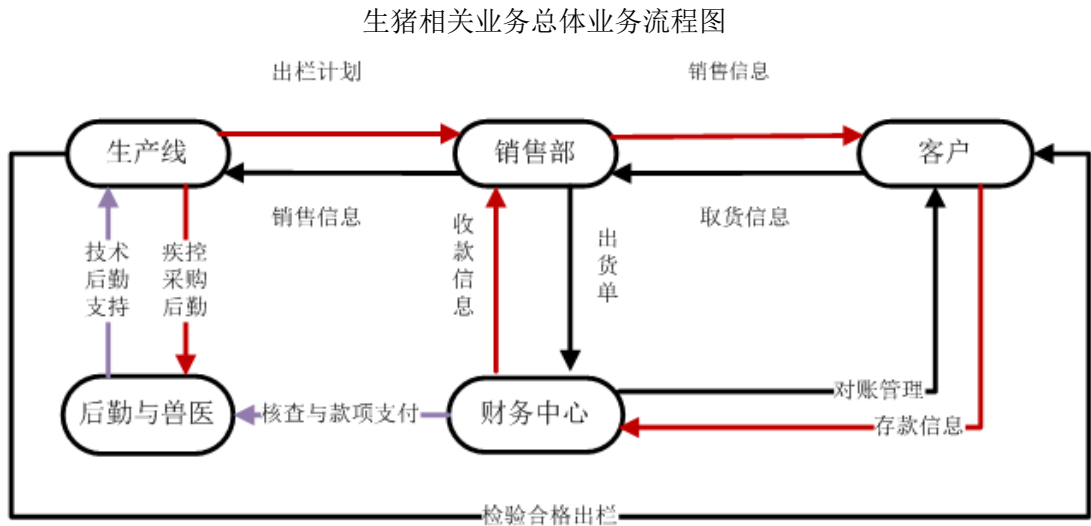 生猪相关业务总体业务流程图
出栏计划
销售信息
生产线
销售部
客户
销售信息
取货信息
收款信息
出货单
技术
后勤
支持
疾控
采购
后勤
后勤与兽医
核查与款项支付
财务中心
对账管理
存款信息
检验合格出栏